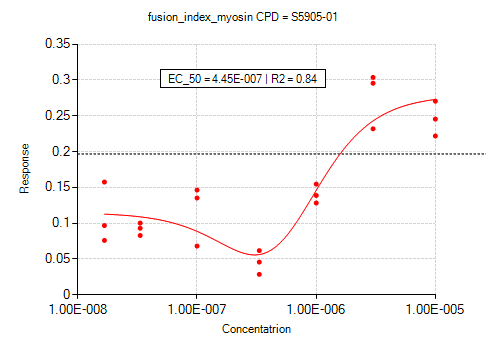 fusion_index_myosin CPD = S5905-01
0.35
0.3
EC_50 = 4.45E-007 | R2 = 0.84
0.25
0.2
Response
0.15
0.1
0.05
0
1.00E-008 1.00E-007 1.00E-006 1.00E-005
Concentatrion